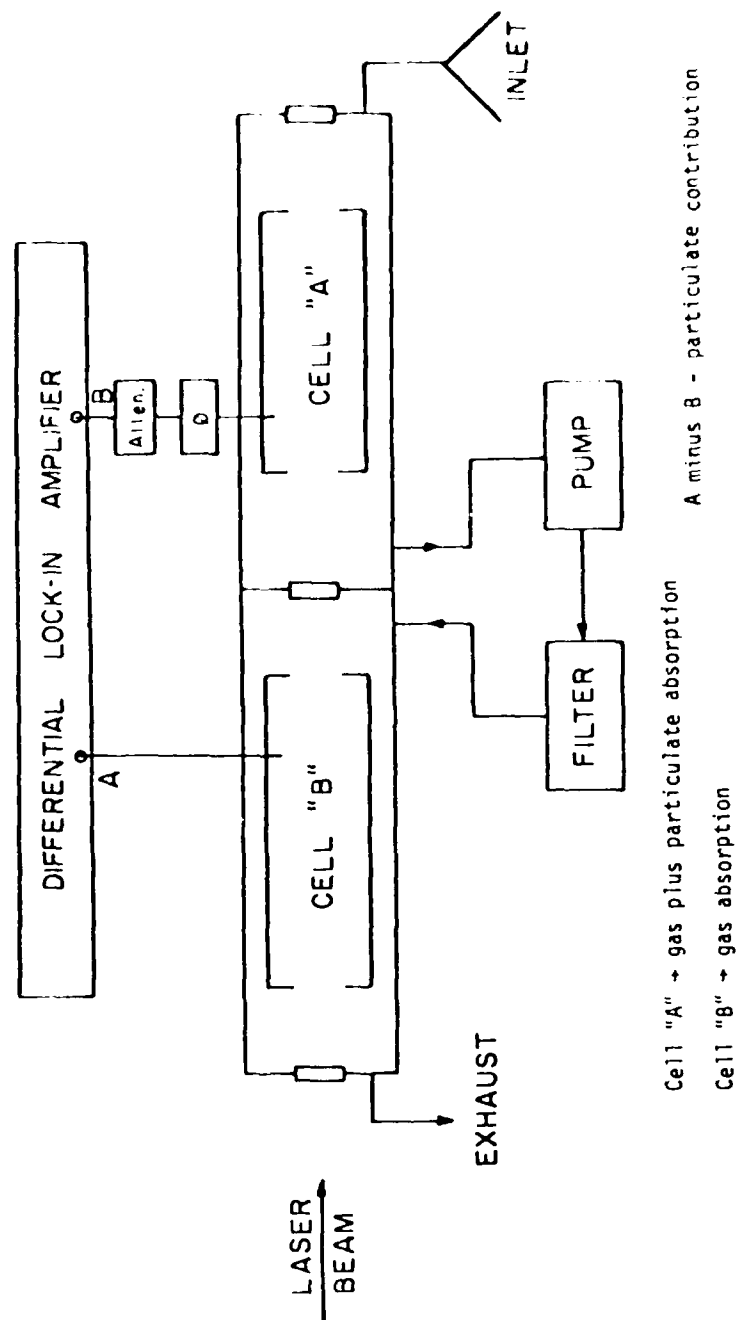 DIFFERENTIAL LOCK-IN AMPLIFIER
A
B
Atten.
Ø
CELL "B"
CELL "A"
LASER
BEAM
EXHAUST
INLET
FILTER
PUMP
Cell "A" → gas plus particulate absorption
A minus B - particulate contribution
Cell "B" → gas absorption